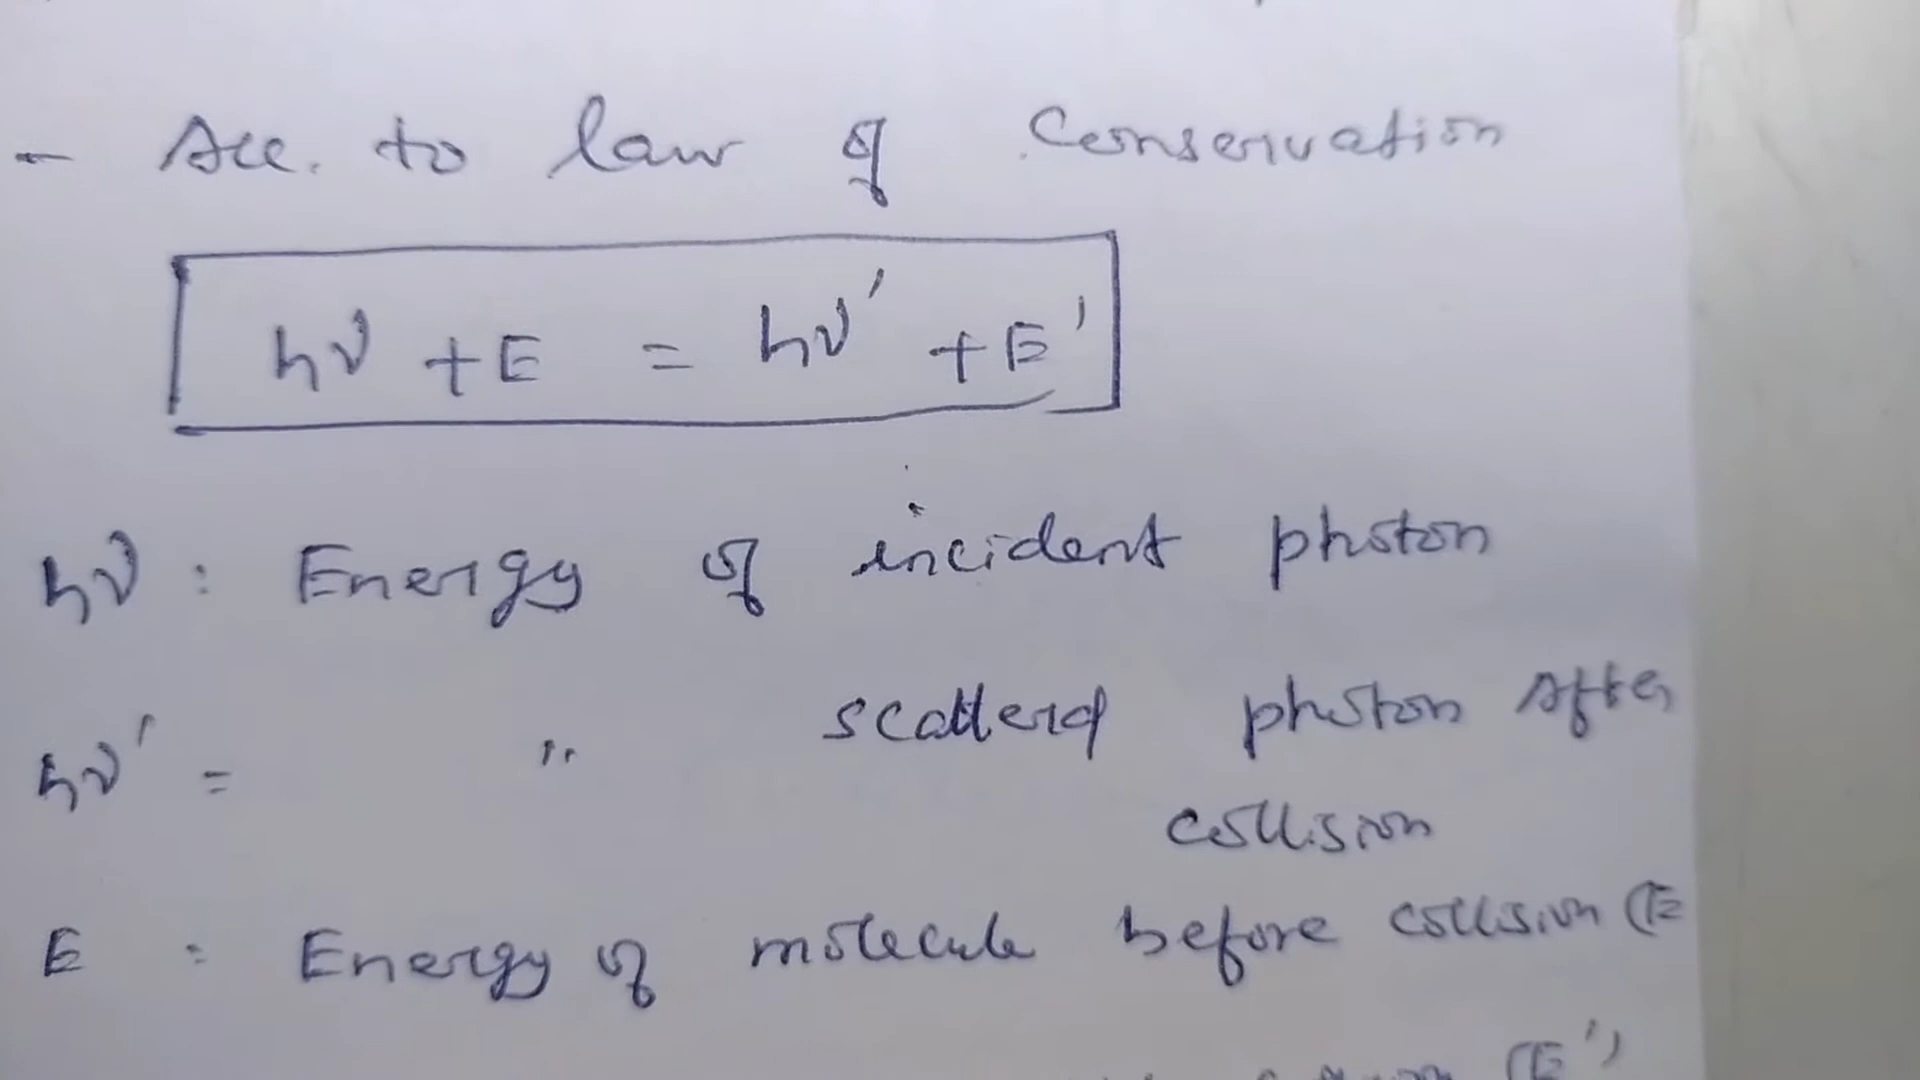 - Acc. to law of Conservation
hν + E = hν' + E'
hν : Energy of incident photon
hν' = " scattered photon after
collision
E : Energy of molecule before collision (E
(E')